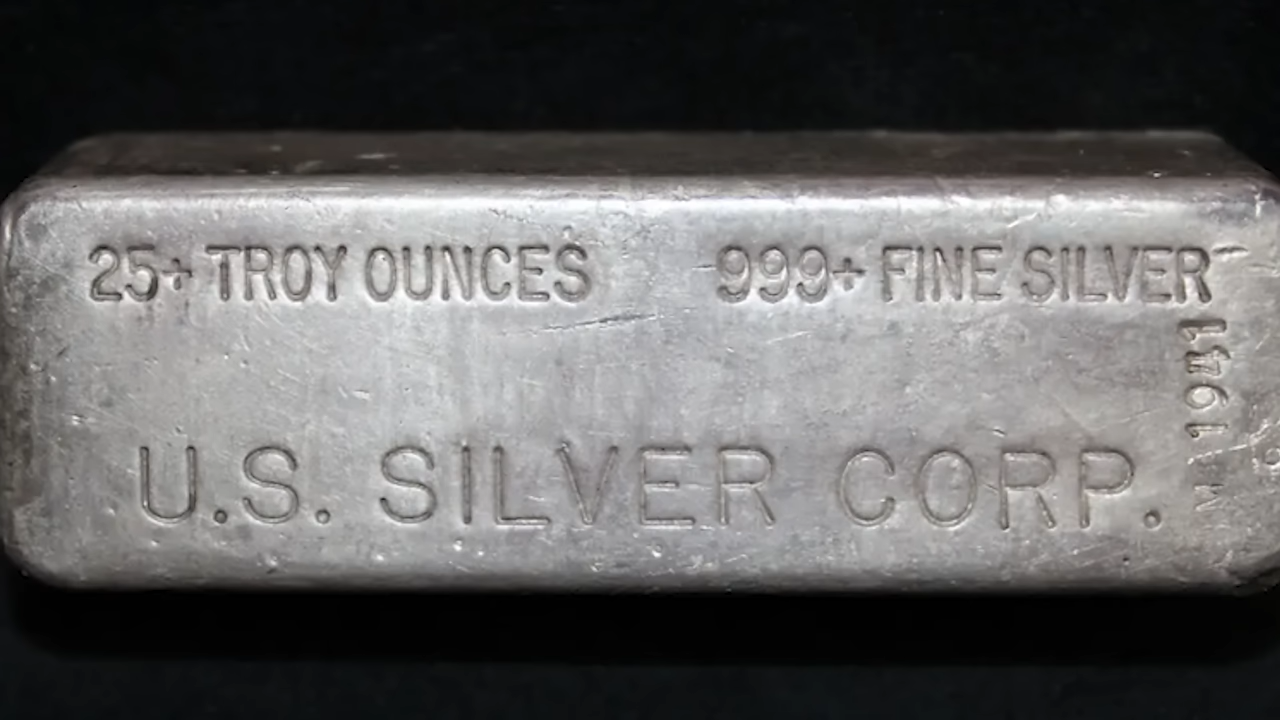 25+ TROY OUNCES 999+ FINE SILVER
U.S. SILVER CORP.